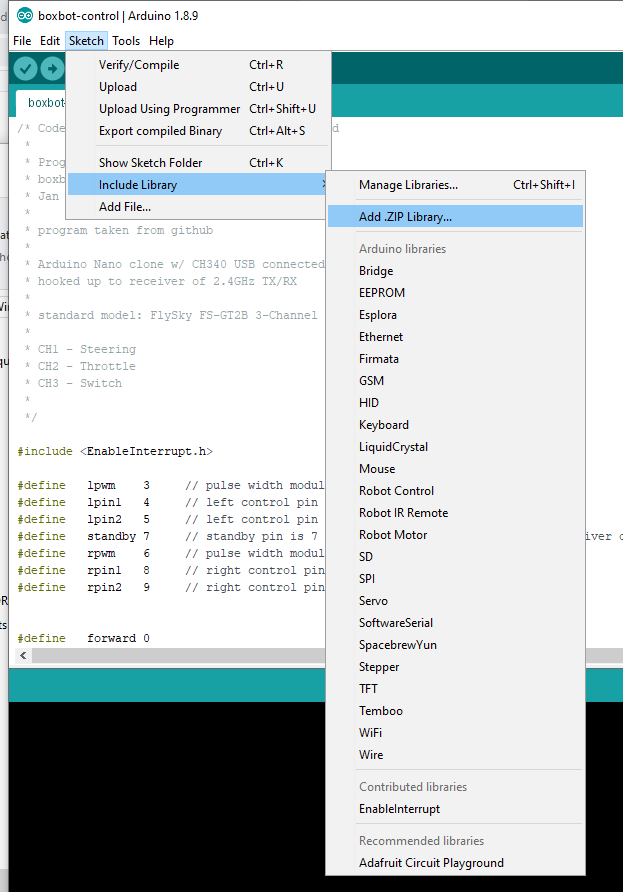 boxbot-control | Arduino 1.8.9
File Edit Sketch Tools Help
Verify/Compile Ctrl+R
Upload Ctrl+U
Upload Using Programmer Ctrl+Shift+U
Export compiled Binary Ctrl+Alt+S
Show Sketch Folder Ctrl+K
Include Library
Add File...
Manage Libraries... Ctrl+Shift+I
Add .ZIP Library...
Arduino libraries
Bridge
EEPROM
Esplora
Ethernet
Firmata
GSM
HID
Keyboard
LiquidCrystal
Mouse
Robot Control
Robot IR Remote
Robot Motor
SD
SPI
Servo
SoftwareSerial
SpacebrewYun
Stepper
TFT
Temboo
WiFi
Wire
Contributed libraries
EnableInterrupt
Recommended libraries
Adafruit Circuit Playground
boxbot-
/* Code
*
* Prog
* boxb
* Jan
*
* program taken from github
*
* Arduino Nano clone w/ CH340 USB connected
* hooked up to receiver of 2.4GHz TX/RX
*
* standard model: FlySky FS-GT2B 3-Channel
*
* CH1 - Steering
* CH2 - Throttle
* CH3 - Switch
*
*/
#include <EnableInterrupt.h>
#define lpwm 3 // pulse width modul
#define lpin1 4 // left control pin
#define lpin2 5 // left control pin
#define standby 7 // standby pin is 7 iver
#define rpwm 6 // pulse width modul
#define rpin1 8 // right control pin
#define rpin2 9 // right control pin
#define forward 0